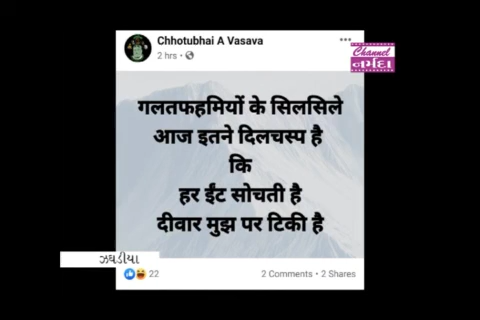 Chhotubhai A Vasava
2 hrs
Channel
નર્મદા
गलतफहमियों के सिलसिले
आज इतने दिलचस्प है
कि
हर ईंट सोचती है
दीवार मुझ पर टिकी है
ઝઘડીયા
22
2 Comments • 2 Shares